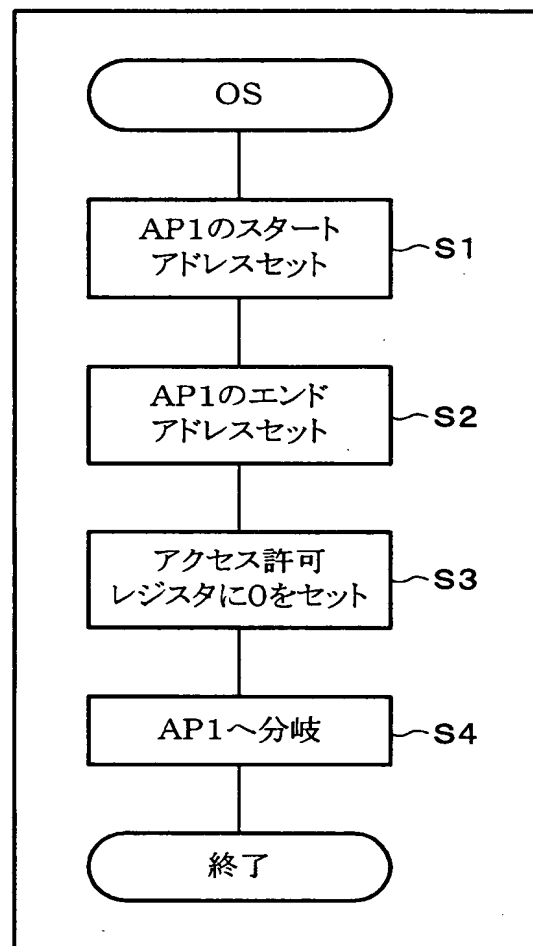 OS
AP1のスタート
アドレスセット
S1
AP1のエンド
アドレスセット
S2
アクセス許可
レジスタに0をセット
S3
AP1へ分岐
S4
終了